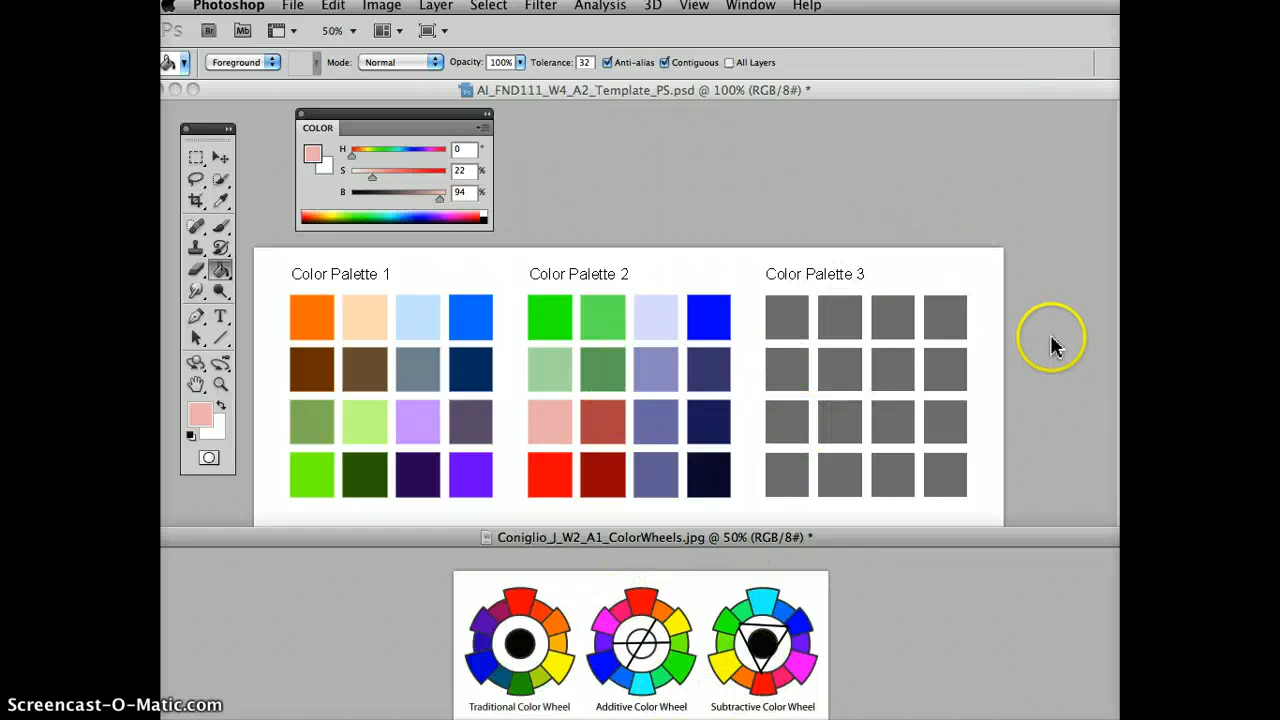 Photoshop File Edit Image Layer Select Filter Analysis 3D View Window Help
Ps Br Mb 50%
Foreground Mode: Normal Opacity: 100% Tolerance: 32 Anti-alias Contiguous All Layers
AI_FND111_W4_A2_Template_PS.psd @ 100% (RGB/8#) *
COLOR
H 0 °
S 22 %
B 94 %
Color Palette 1 Color Palette 2 Color Palette 3
Coniglio_J_W2_A1_ColorWheels.jpg @ 50% (RGB/8#) *
Traditional Color Wheel Additive Color Wheel Subtractive Color Wheel
Screencast-O-Matic.com